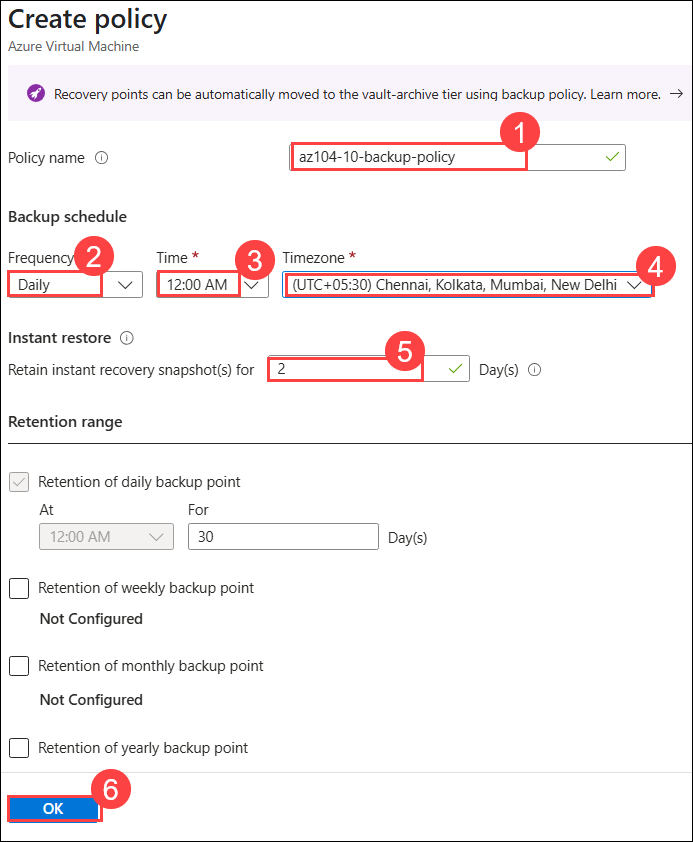 Create policy
Azure Virtual Machine
Recovery points can be automatically moved to the vault-archive tier using backup policy. Learn more. →
1
Policy name az104-10-backup-policy
Backup schedule
2
3
4
Frequency Time * Timezone *
Daily 12:00 AM (UTC+05:30) Chennai, Kolkata, Mumbai, New Delhi
Instant restore
5
Retain instant recovery snapshot(s) for 2 Day(s)
Retention range
Retention of daily backup point
At For
12:00 AM 30 Day(s)
Retention of weekly backup point
Not Configured
Retention of monthly backup point
Not Configured
Retention of yearly backup point
6
OK